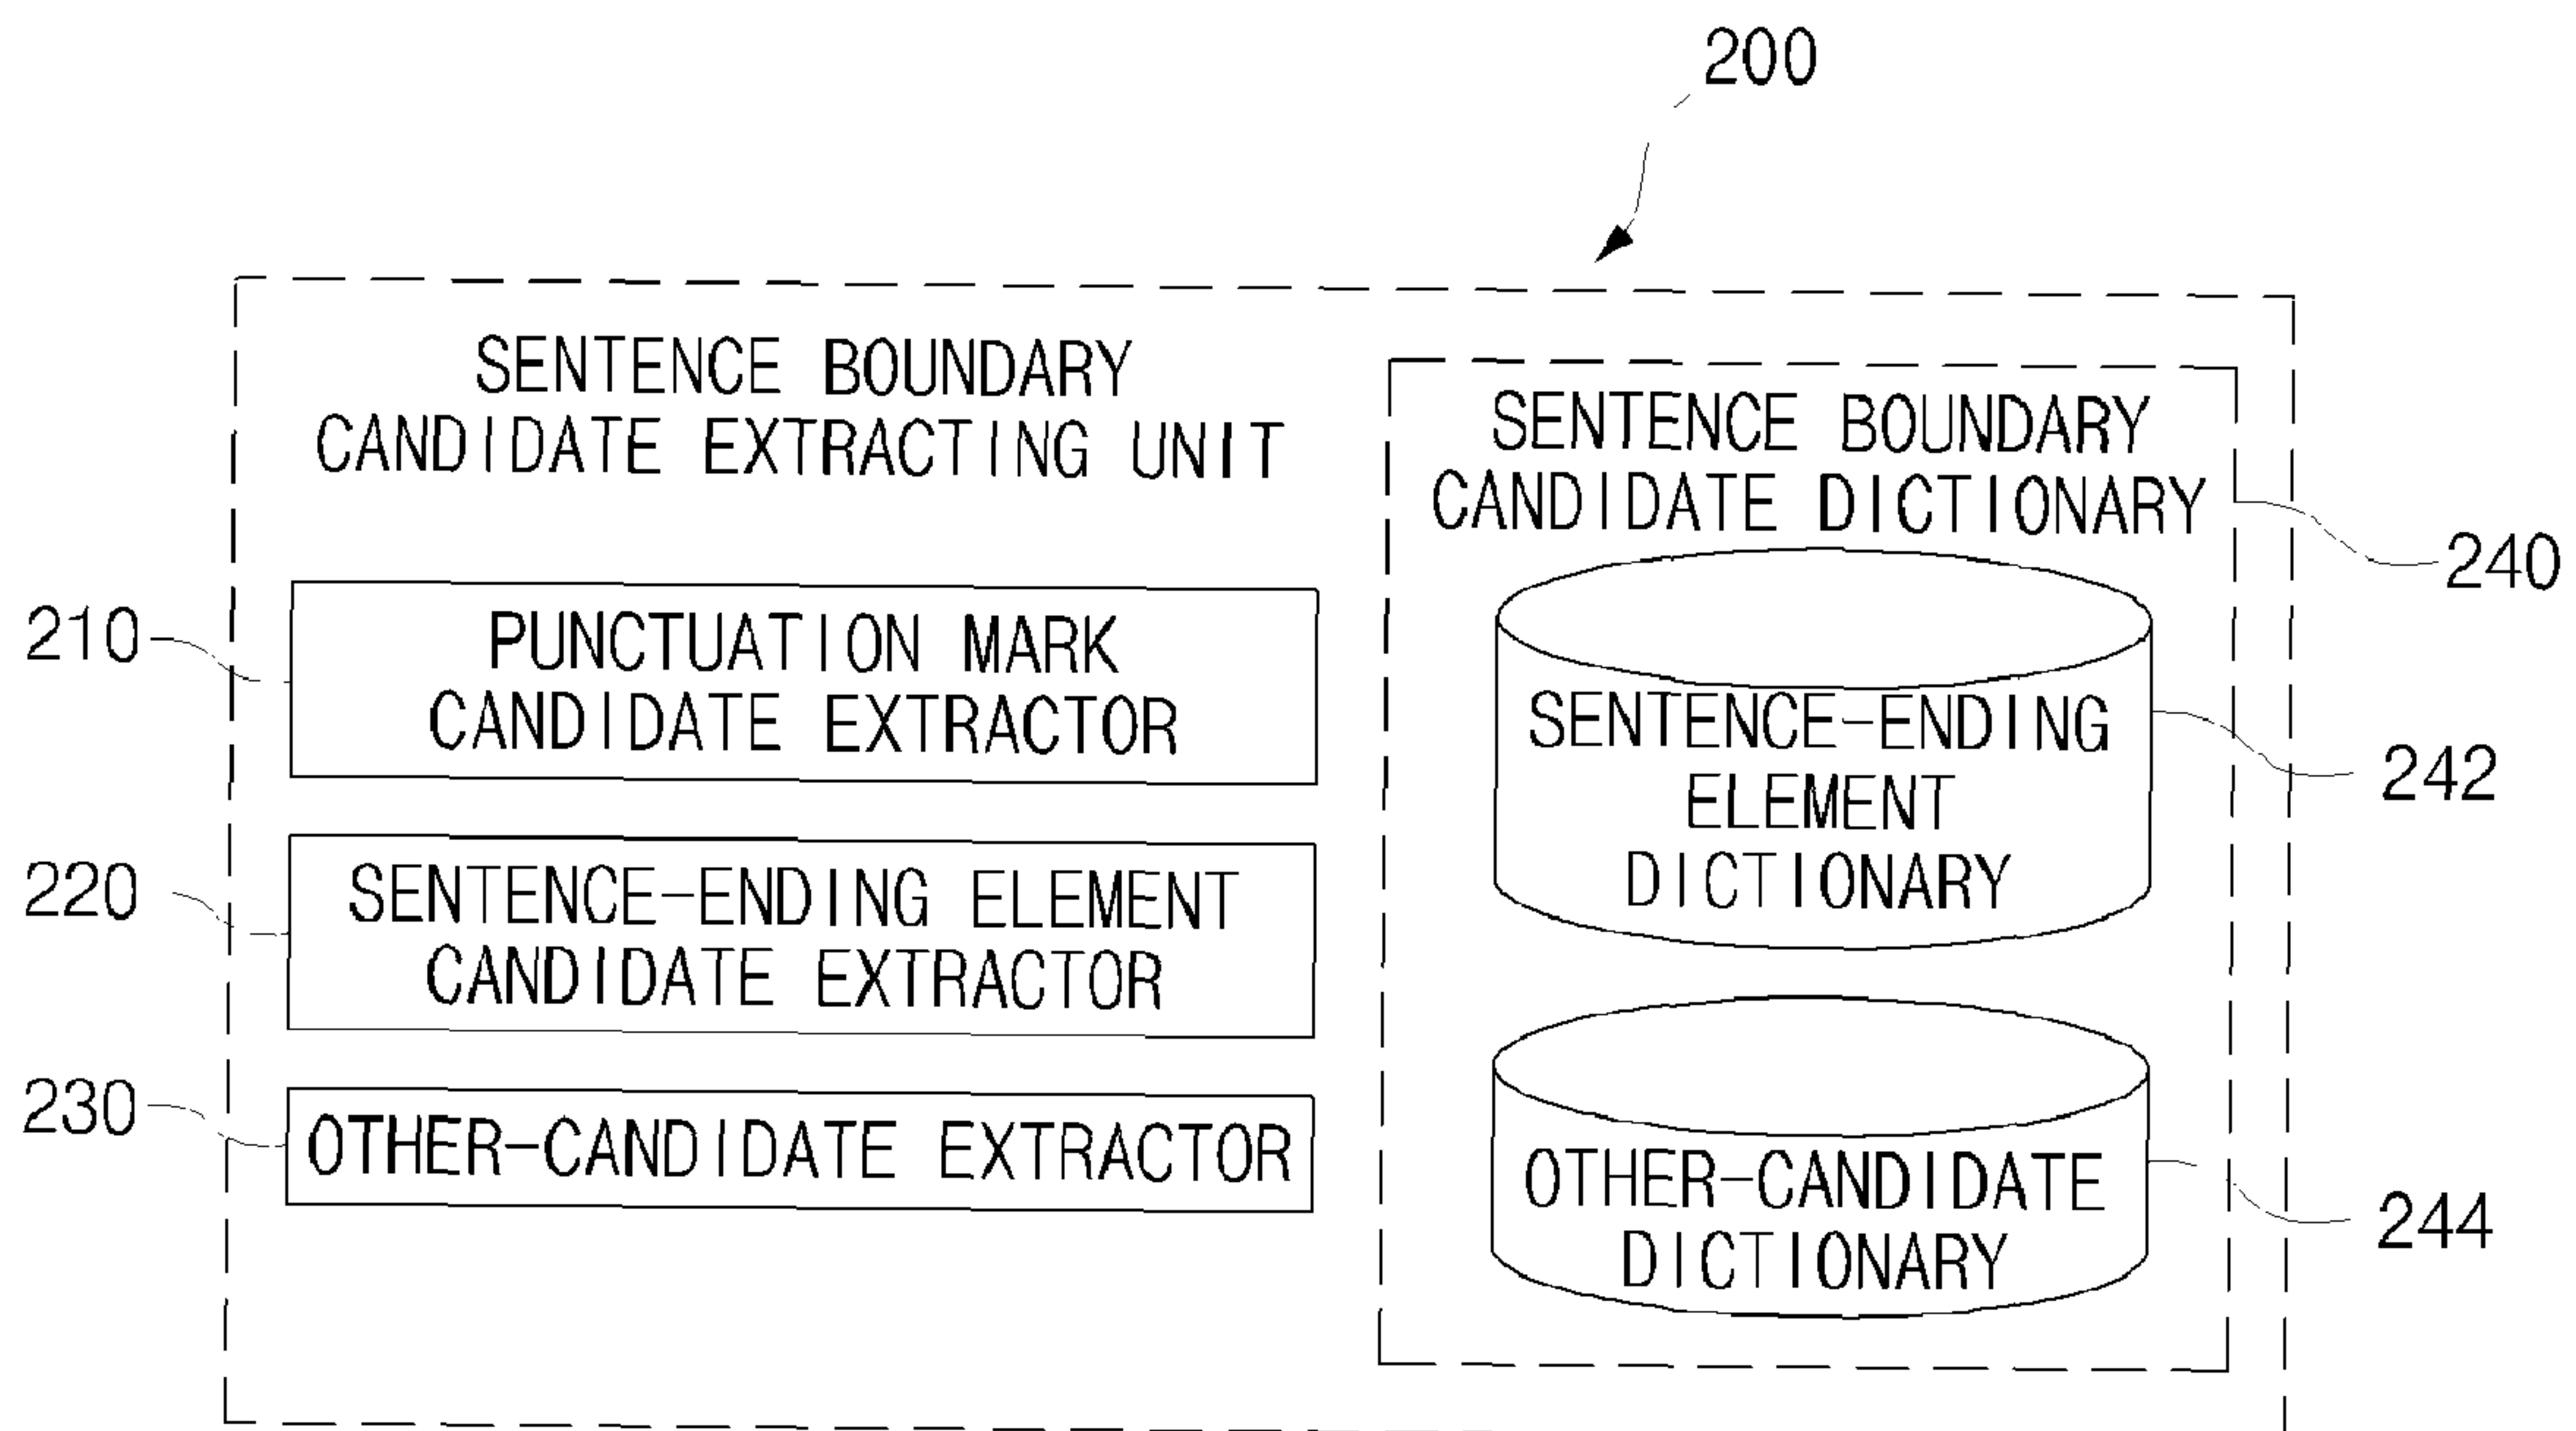 200
SENTENCE BOUNDARY
CANDIDATE EXTRACTING UNIT
210
PUNCTUATION MARK
CANDIDATE EXTRACTOR
220
SENTENCE-ENDING ELEMENT
CANDIDATE EXTRACTOR
230
OTHER-CANDIDATE EXTRACTOR
SENTENCE BOUNDARY
CANDIDATE DICTIONARY
240
SENTENCE-ENDING
ELEMENT
DICTIONARY
242
OTHER-CANDIDATE
DICTIONARY
244